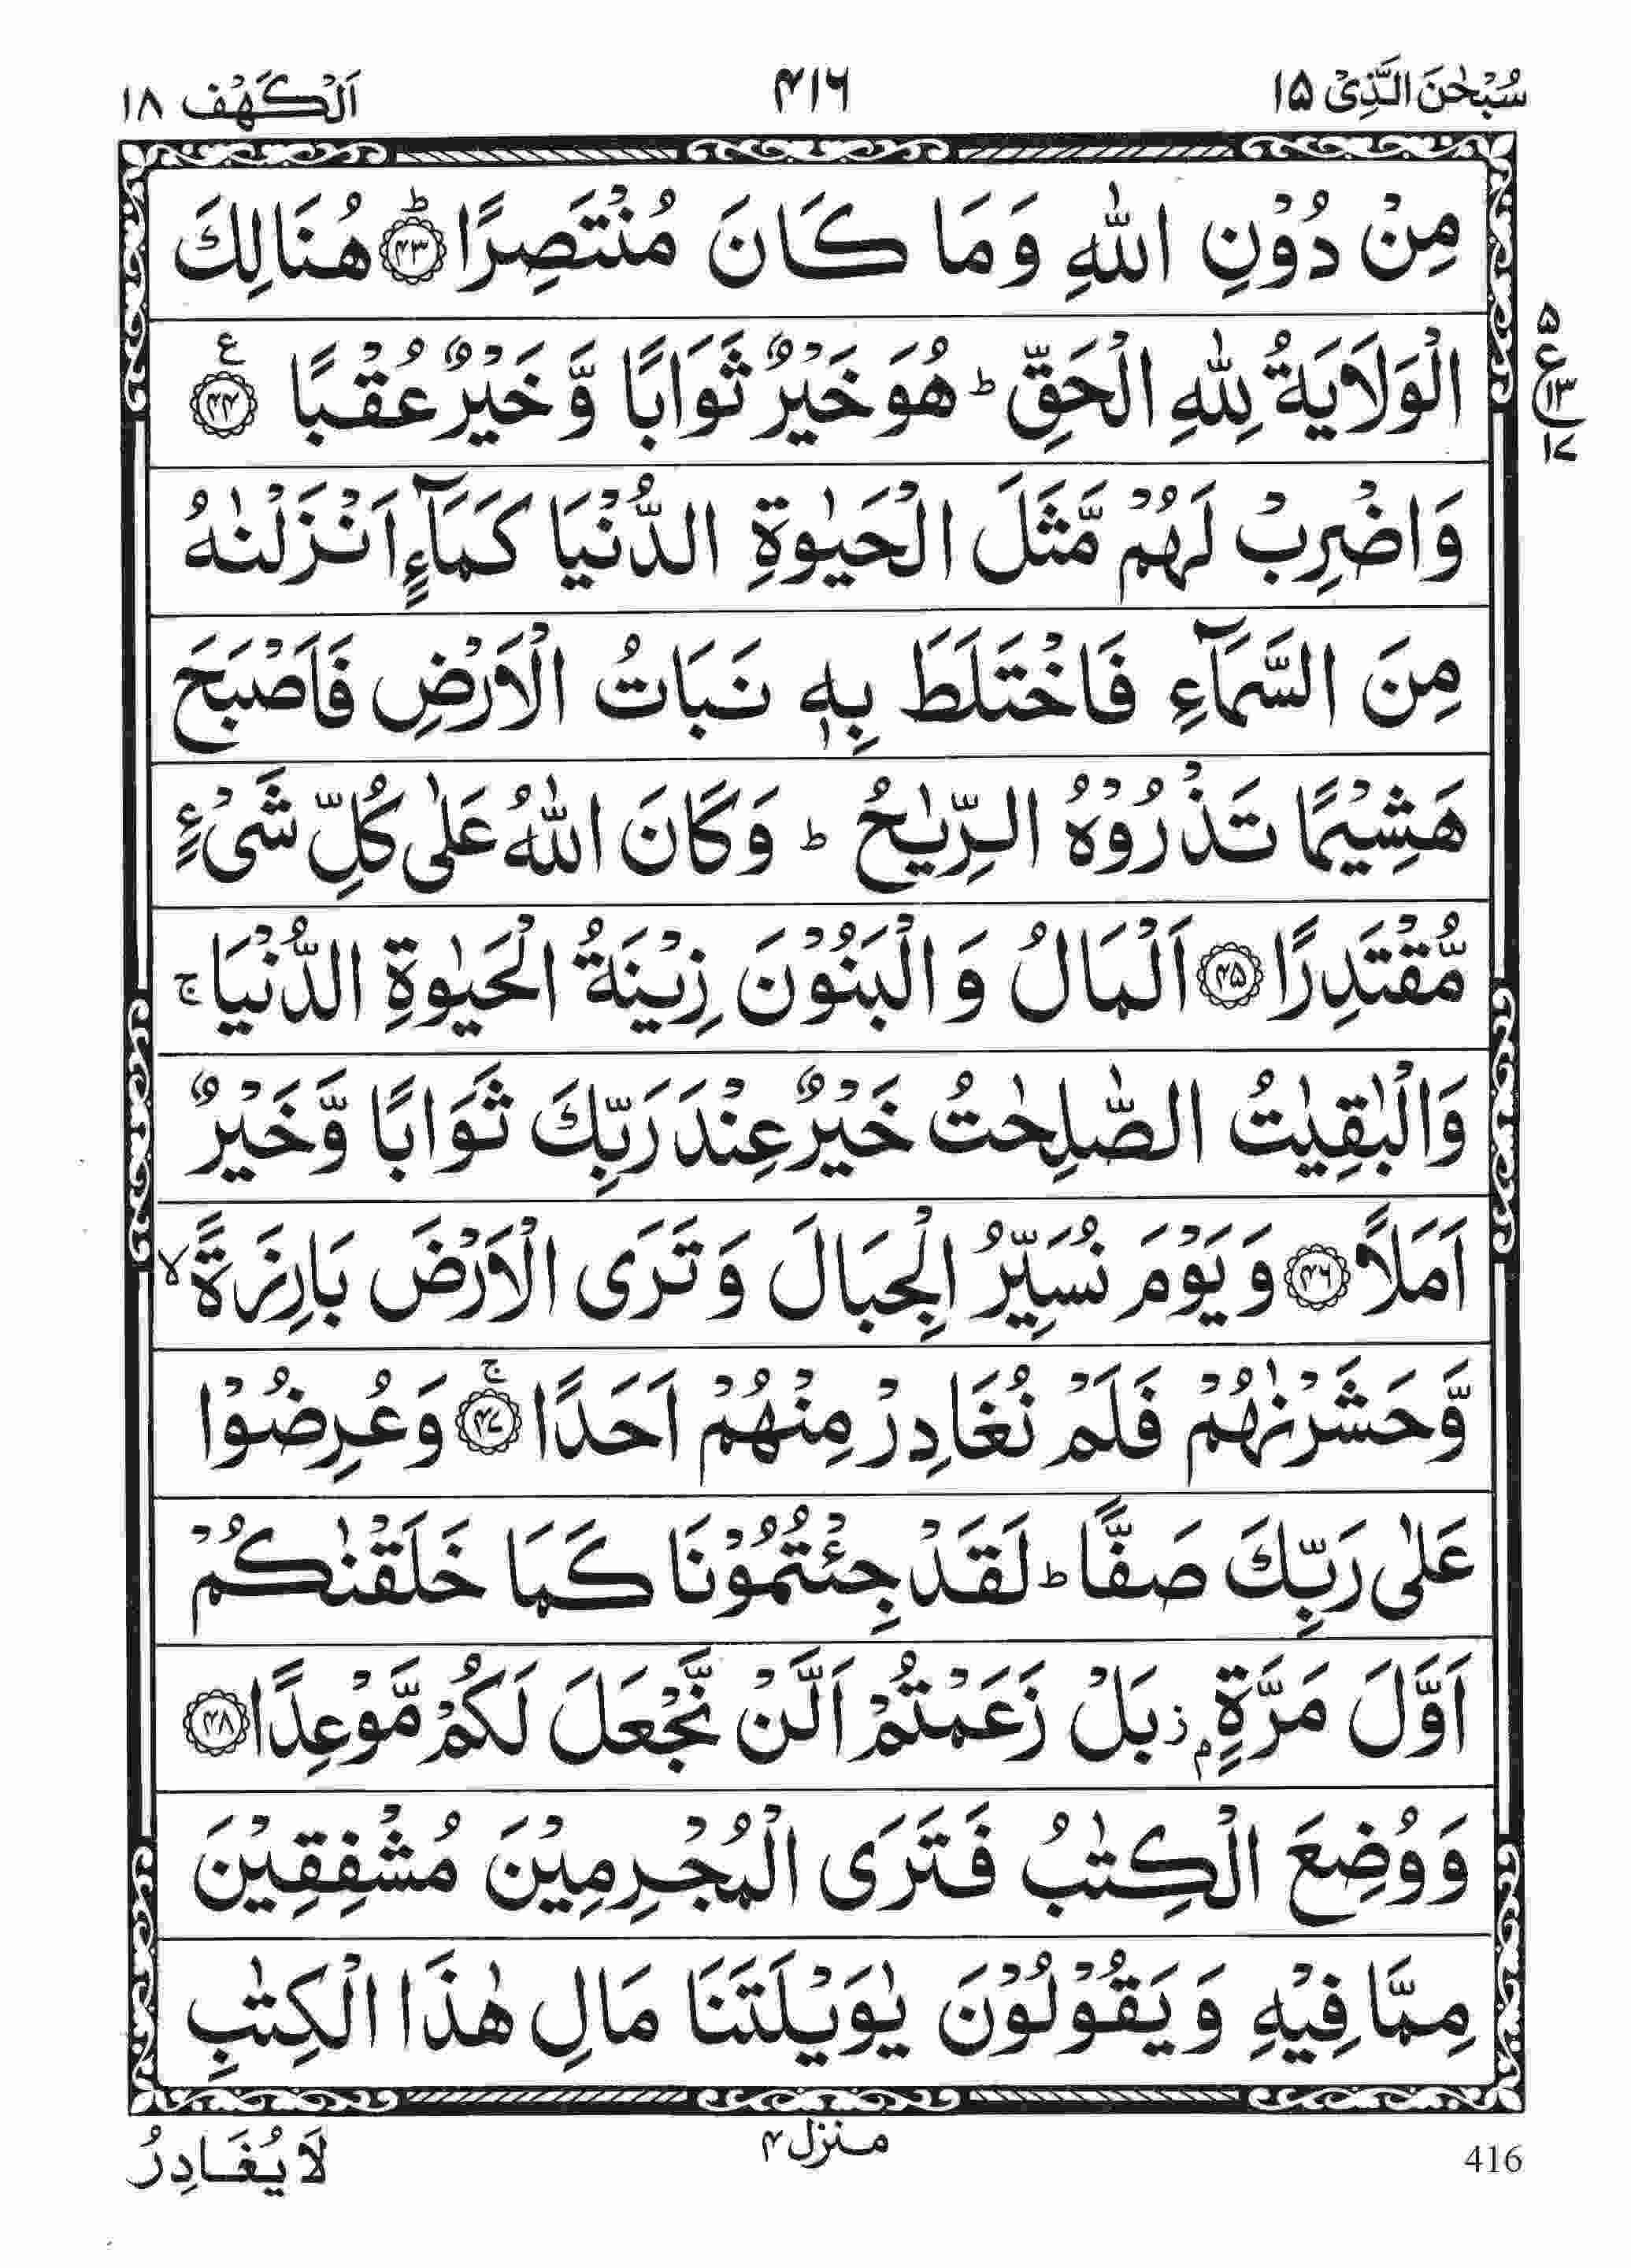 سُبْحٰنَ الَّذِیْ ۱۵ ۴۱۶ اَلْكَهْف ۱۸
مِنْ دُوْنِ اللّٰهِ وَمَا كَانَ مُنْتَصِرًا ؕ۴۳ هُنَالِكَ
الْوَلَایَةُ لِلّٰهِ الْحَقِّ ؕ هُوَ خَیْرٌ ثَوَابًا وَّ خَیْرٌ عُقْبًا ۴۴ ع
۵ ع ۱۳ ۱۷
وَاضْرِبْ لَهُمْ مَّثَلَ الْحَیٰوةِ الدُّنْیَا كَمَآءٍ اَنْزَلْنٰهُ
مِنَ السَّمَآءِ فَاخْتَلَطَ بِهٖ نَبَاتُ الْاَرْضِ فَاَصْبَحَ
هَشِیْمًا تَذْرُوْهُ الرِّیٰحُ ؕ وَكَانَ اللّٰهُ عَلٰی كُلِّ شَیْءٍ
مُّقْتَدِرًا ۴۵ اَلْمَالُ وَ الْبَنُوْنَ زِیْنَةُ الْحَیٰوةِ الدُّنْیَا ۚ
وَالْبٰقِیٰتُ الصّٰلِحٰتُ خَیْرٌ عِنْدَ رَبِّكَ ثَوَابًا وَّخَیْرٌ
اَمَلًا ۴۶ وَ یَوْمَ نُسَیِّرُ الْجِبَالَ وَ تَرَی الْاَرْضَ بَارِزَةً ۙ
وَّحَشَرْنٰهُمْ فَلَمْ نُغَادِرْ مِنْهُمْ اَحَدًا ۚ۴۷ وَعُرِضُوْا
عَلٰی رَبِّكَ صَفًّا ؕ لَقَدْ جِئْتُمُوْنَا كَمَا خَلَقْنٰكُمْ
اَوَّلَ مَرَّةٍۭ ز بَلْ زَعَمْتُمْ اَلَّنْ نَّجْعَلَ لَكُمْ مَّوْعِدًا ۴۸
وَوُضِعَ الْكِتٰبُ فَتَرَی الْمُجْرِمِیْنَ مُشْفِقِیْنَ
مِمَّا فِیْهِ وَ یَقُوْلُوْنَ یٰوَیْلَتَنَا مَالِ هٰذَا الْكِتٰبِ
لَا یُغَادِرُ
منزل ۴
416